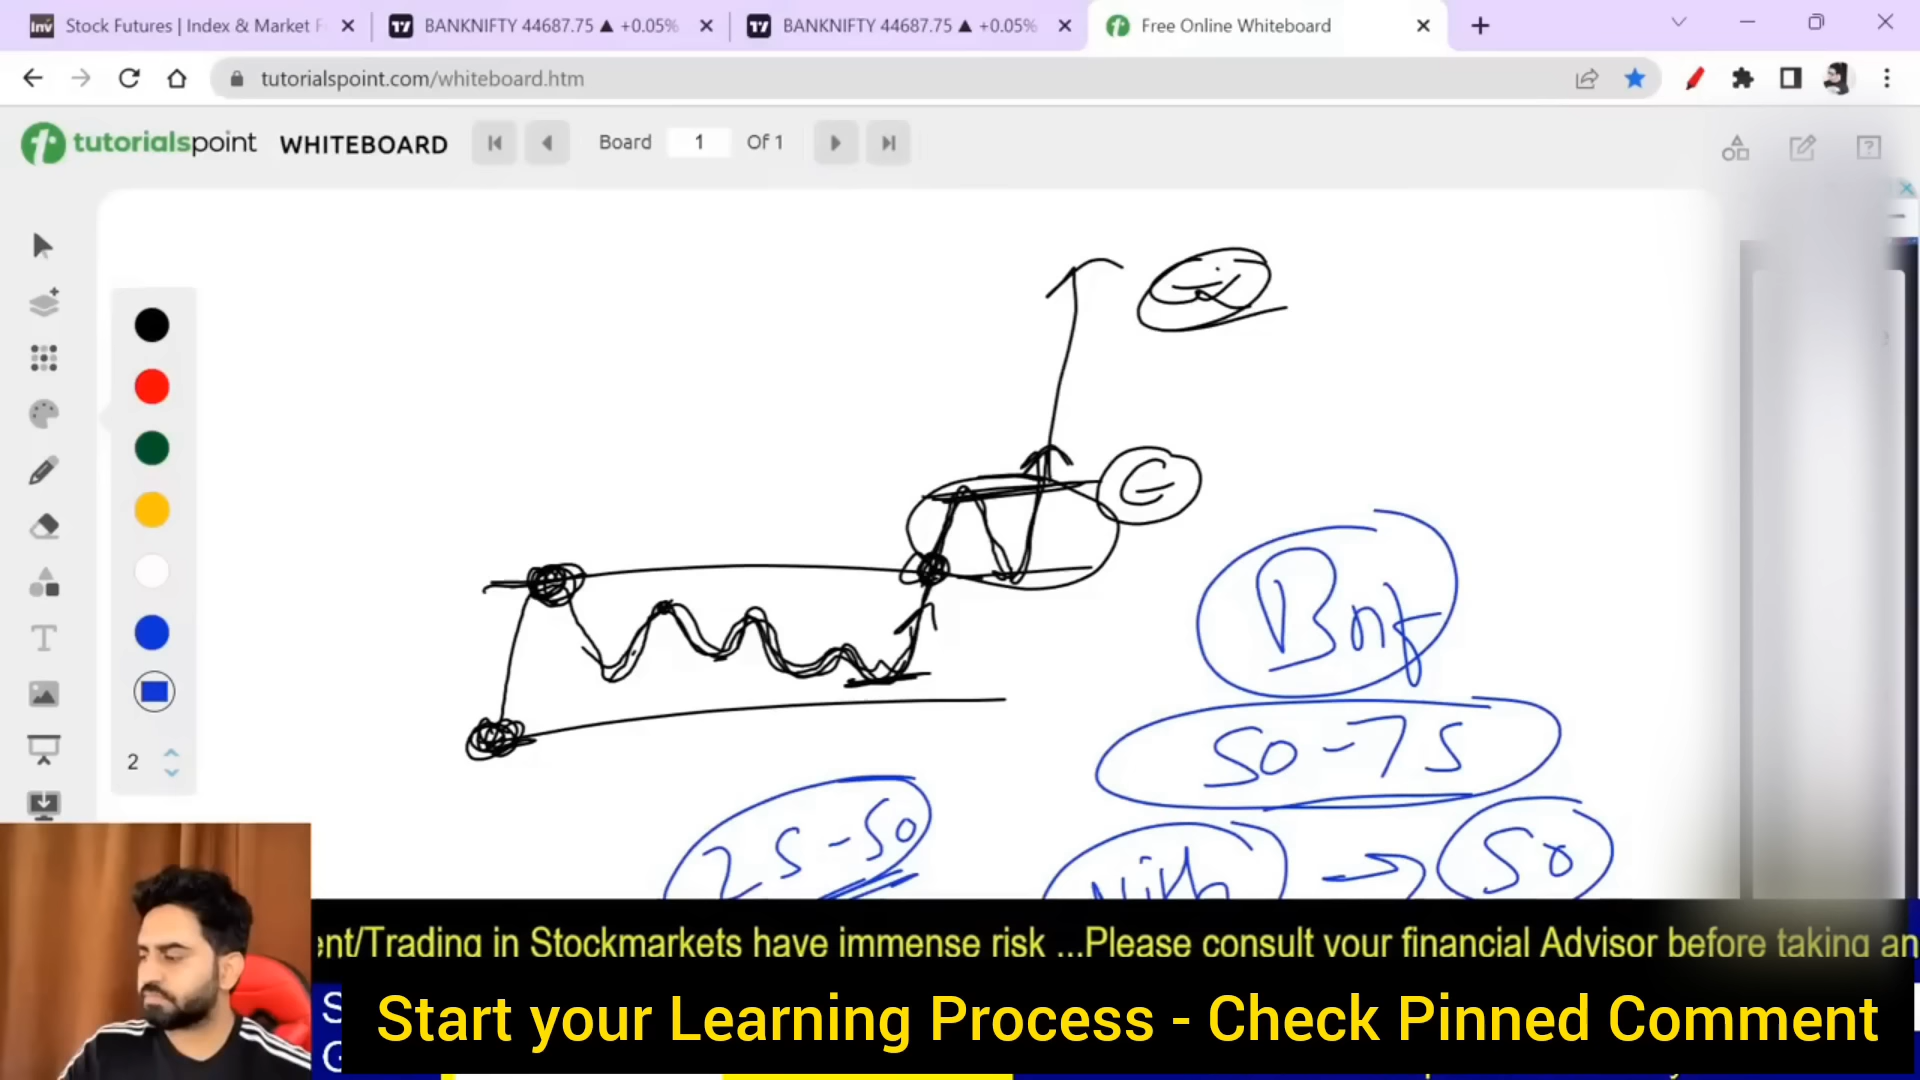 Stock Futures | Index & Market F
BANKNIFTY 44687.75 ▲ +0.05%
BANKNIFTY 44687.75 ▲ +0.05%
Free Online Whiteboard
tutorialspoint.com/whiteboard.htm
tutorialspoint WHITEBOARD Board 1 Of 1
Bnf
50-75
25-50
50
2
ent/Trading in Stockmarkets have immense risk ...Please consult your financial Advisor before taking an
S
G
Start your Learning Process - Check Pinned Comment